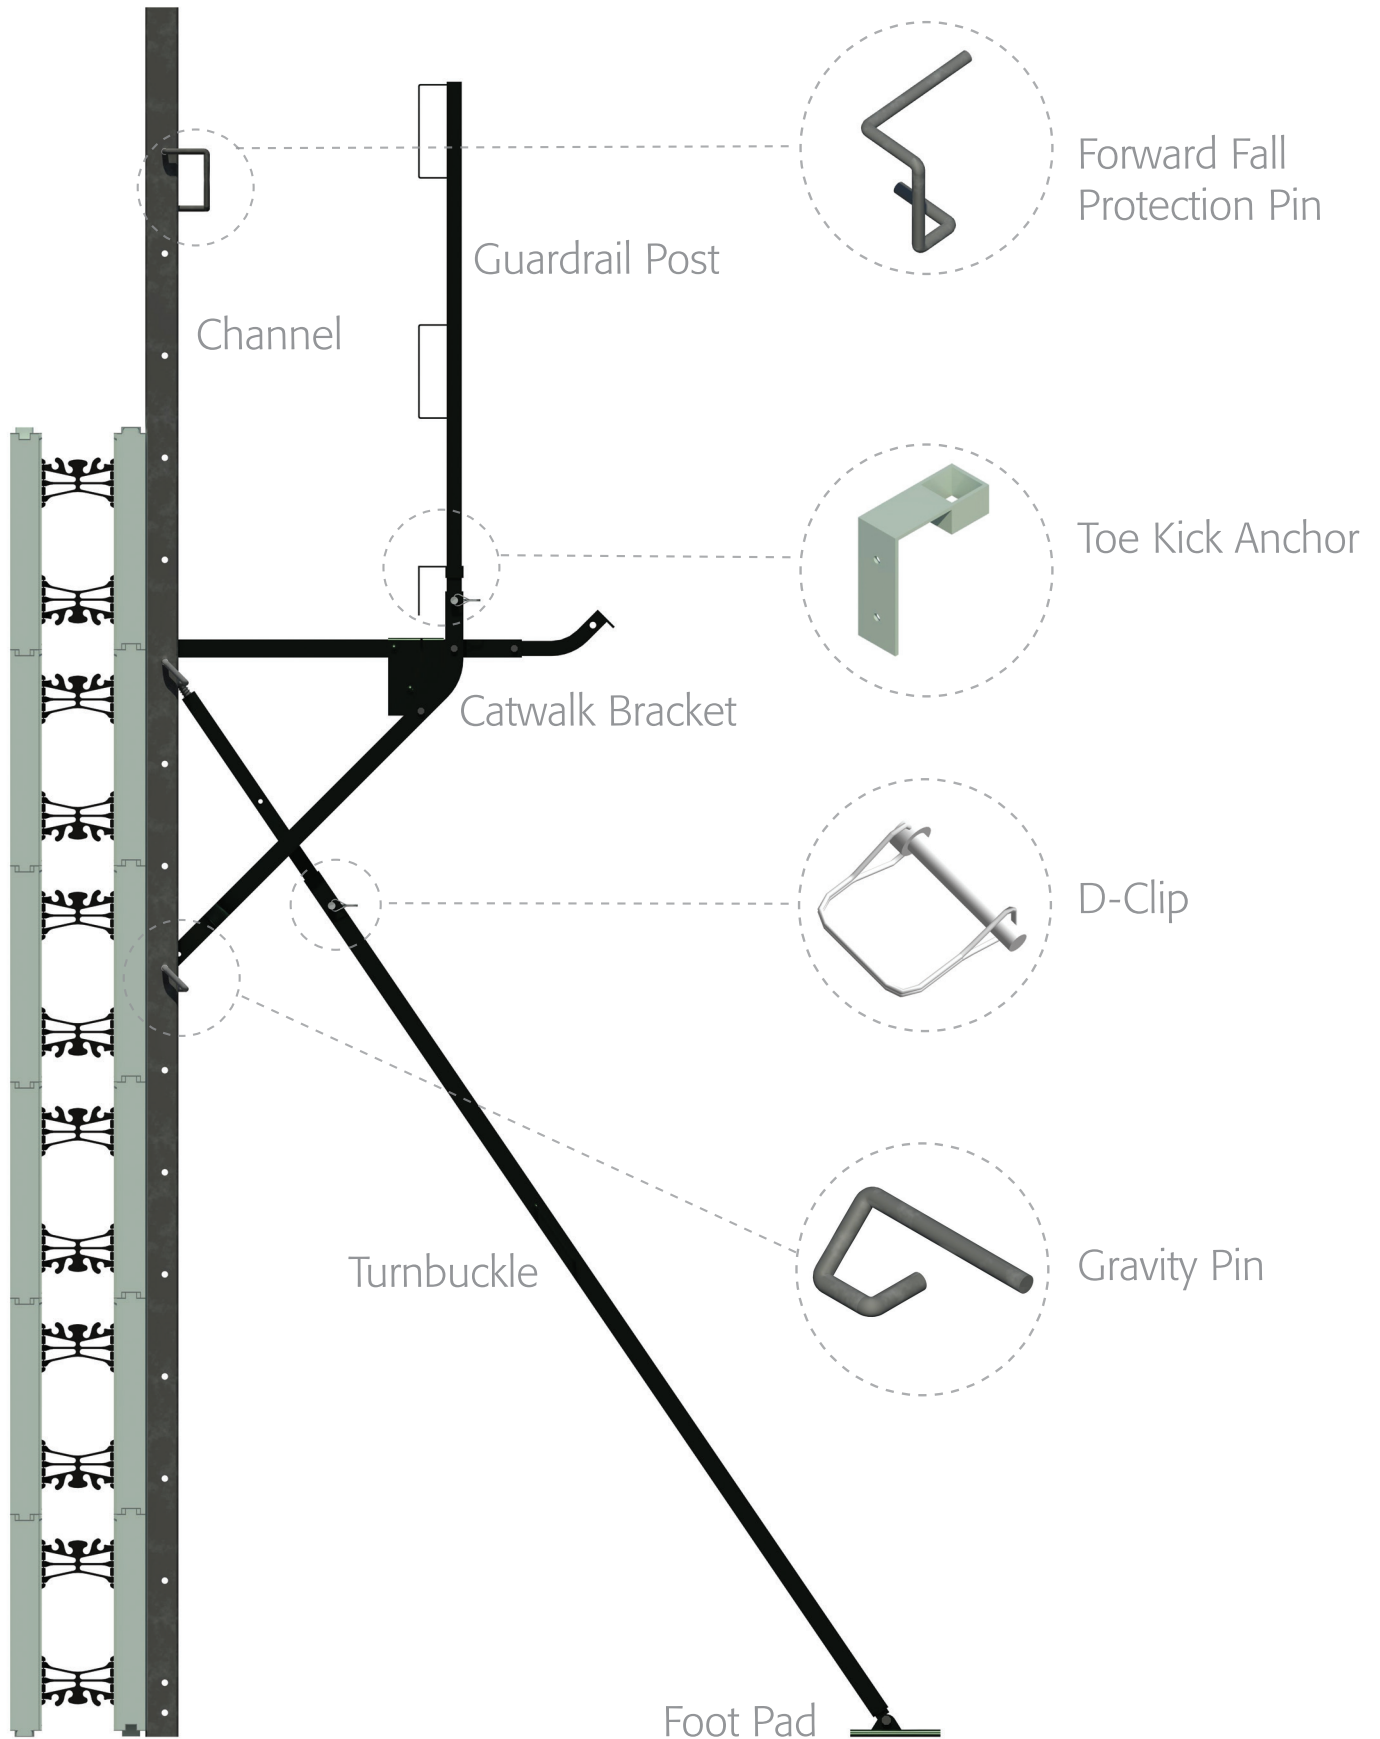 Forward Fall
Protection Pin
Guardrail Post
Channel
Toe Kick Anchor
Catwalk Bracket
D-Clip
Turnbuckle
Gravity Pin
Foot Pad